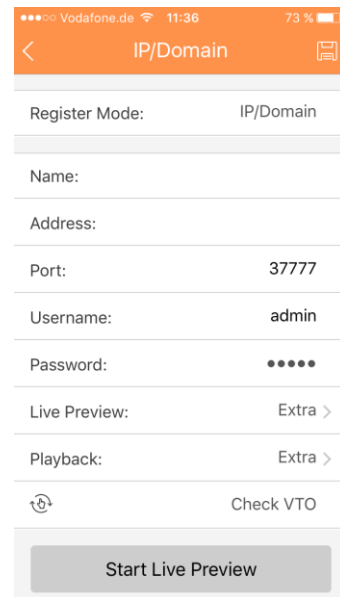 Vodafone.de 11:36 73 %
IP/Domain
Register Mode: IP/Domain
Name:
Address:
Port: 37777
Username: admin
Password: •••••
Live Preview: Extra
Playback: Extra
Check VTO
Start Live Preview